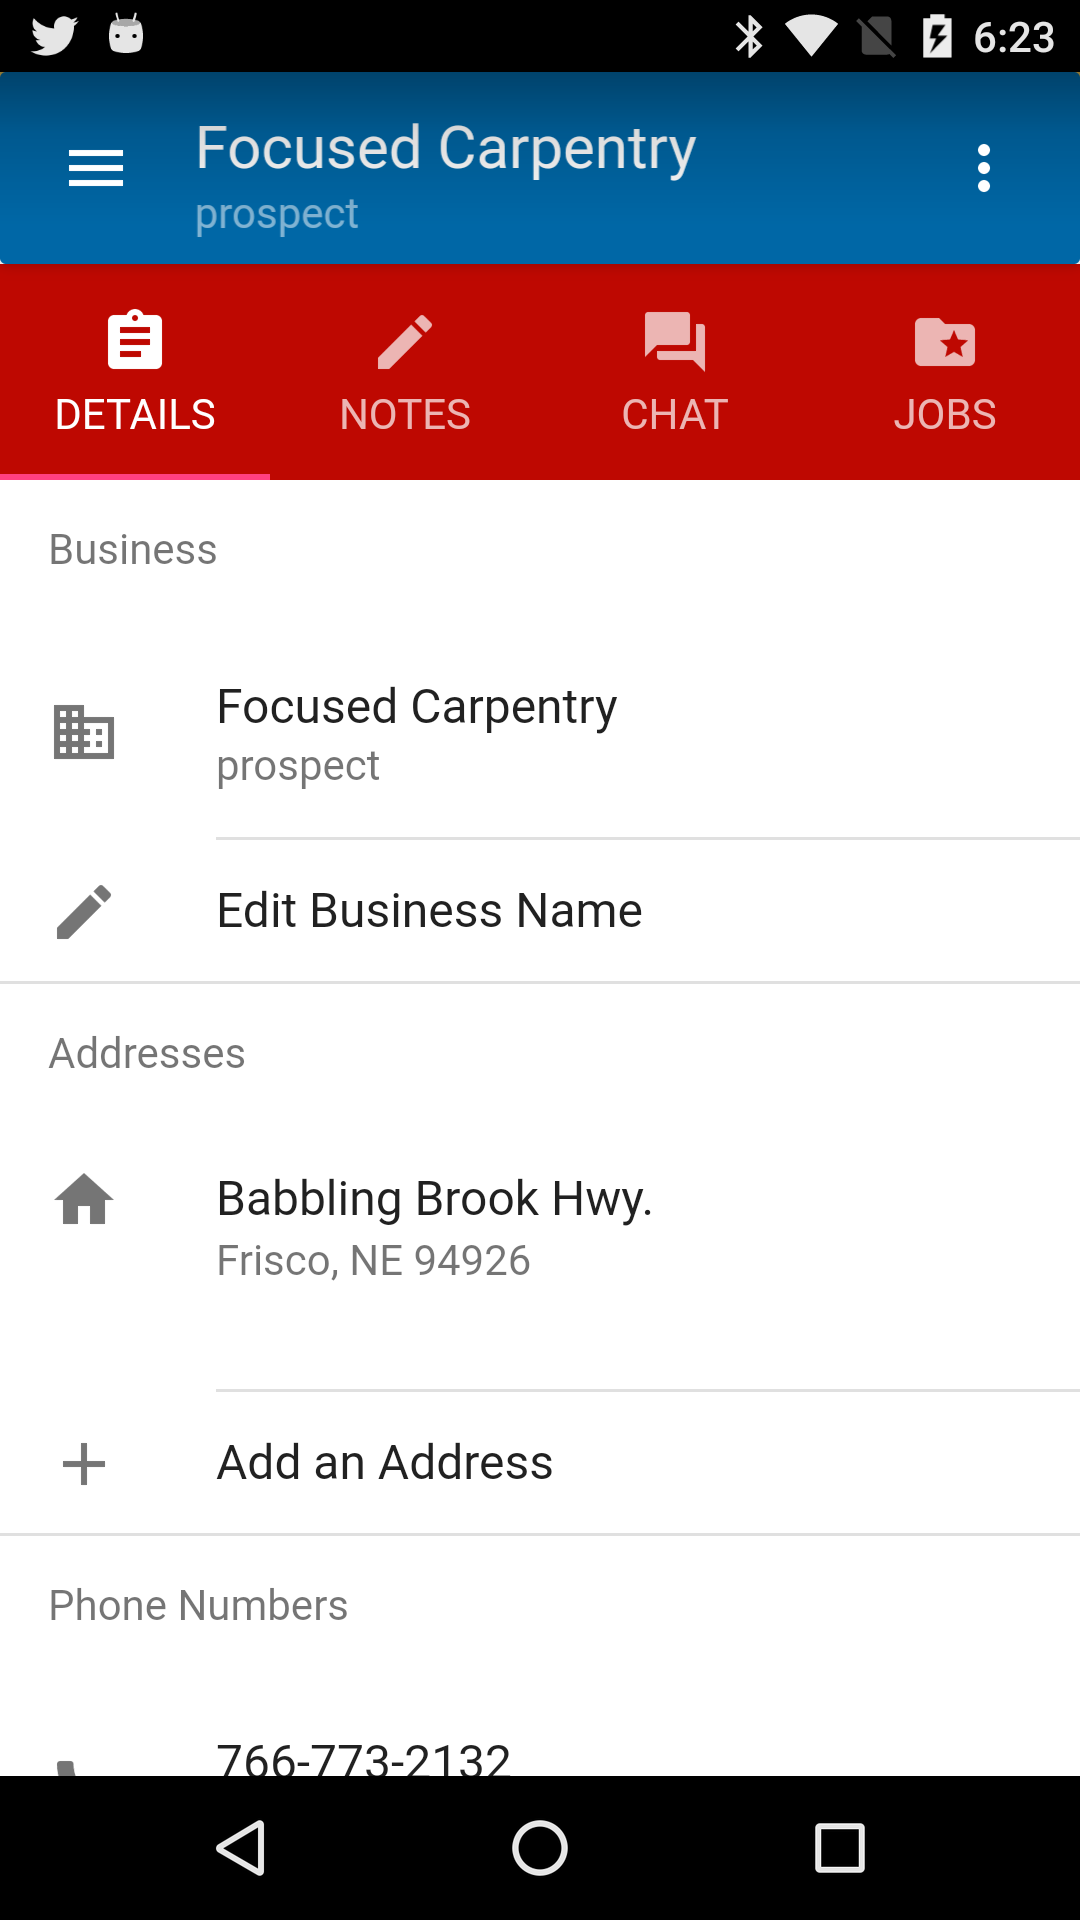 6:23
Focused Carpentry
prospect
DETAILS
NOTES
CHAT
JOBS
Business
Focused Carpentry
prospect
Edit Business Name
Addresses
Babbling Brook Hwy.
Frisco, NE 94926
Add an Address
Phone Numbers
766-773-2132